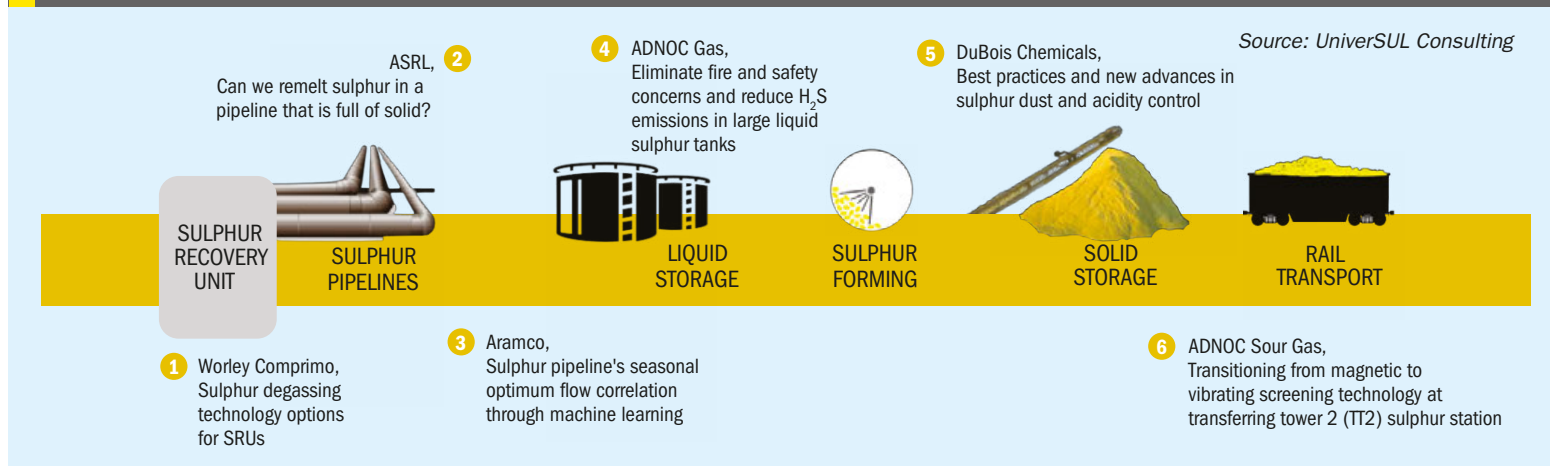 Source: UniverSUL Consulting
ASRL, 2
Can we remelt sulphur in a
pipeline that is full of solid?
4 ADNOC Gas,
Eliminate fire and safety
concerns and reduce H₂S
emissions in large liquid
sulphur tanks
5 DuBois Chemicals,
Best practices and new advances in
sulphur dust and acidity control
SULPHUR
RECOVERY
UNIT
SULPHUR
PIPELINES
LIQUID
STORAGE
SULPHUR
FORMING
SOLID
STORAGE
RAIL
TRANSPORT
1 Worley Comprimo,
Sulphur degassing
technology options
for SRUs
3 Aramco,
Sulphur pipeline's seasonal
optimum flow correlation
through machine learning
6 ADNOC Sour Gas,
Transitioning from magnetic to
vibrating screening technology at
transferring tower 2 (TT2) sulphur station